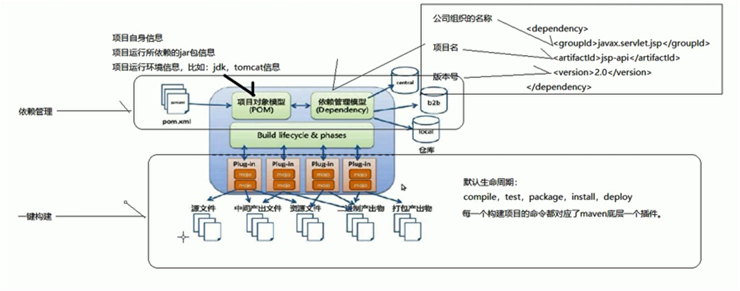 项目自身信息
项目运行所依赖的jar包信息
项目运行环境信息，比如：jdk，tomcat信息
公司组织的名称
<dependency>
<groupId>javax.servlet.jsp</groupId>
项目名
<artifactId>jsp-api</artifactId>
版本号
<version>2.0</version>
</dependency>
依赖管理
pom.xml
项目对象模型
(POM)
依赖管理模型
(Dependency)
central
b2b
local
仓库
Build lifecycle & phases
Plug-in
Plug-in
Plug-in
Plug-in
mojo
mojo
mojo
mojo
mojo
mojo
mojo
mojo
一键构建
源文件
中间产出文件
资源文件
二进制产出物
打包产出物
默认生命周期：
compile，test，package，install，deploy
每一个构建项目的命令都对应了maven底层一个插件。